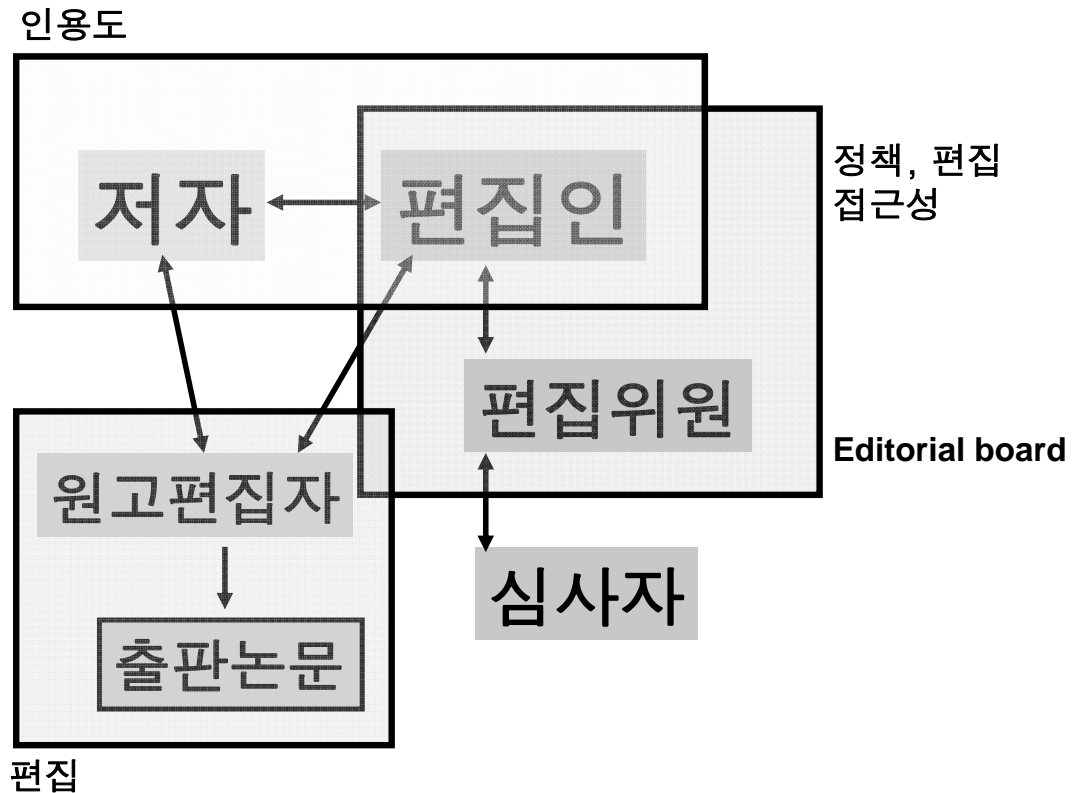 인용도
저자
편집인
정책, 편집
접근성
편집위원
Editorial board
원고편집자
심사자
출판논문
편집